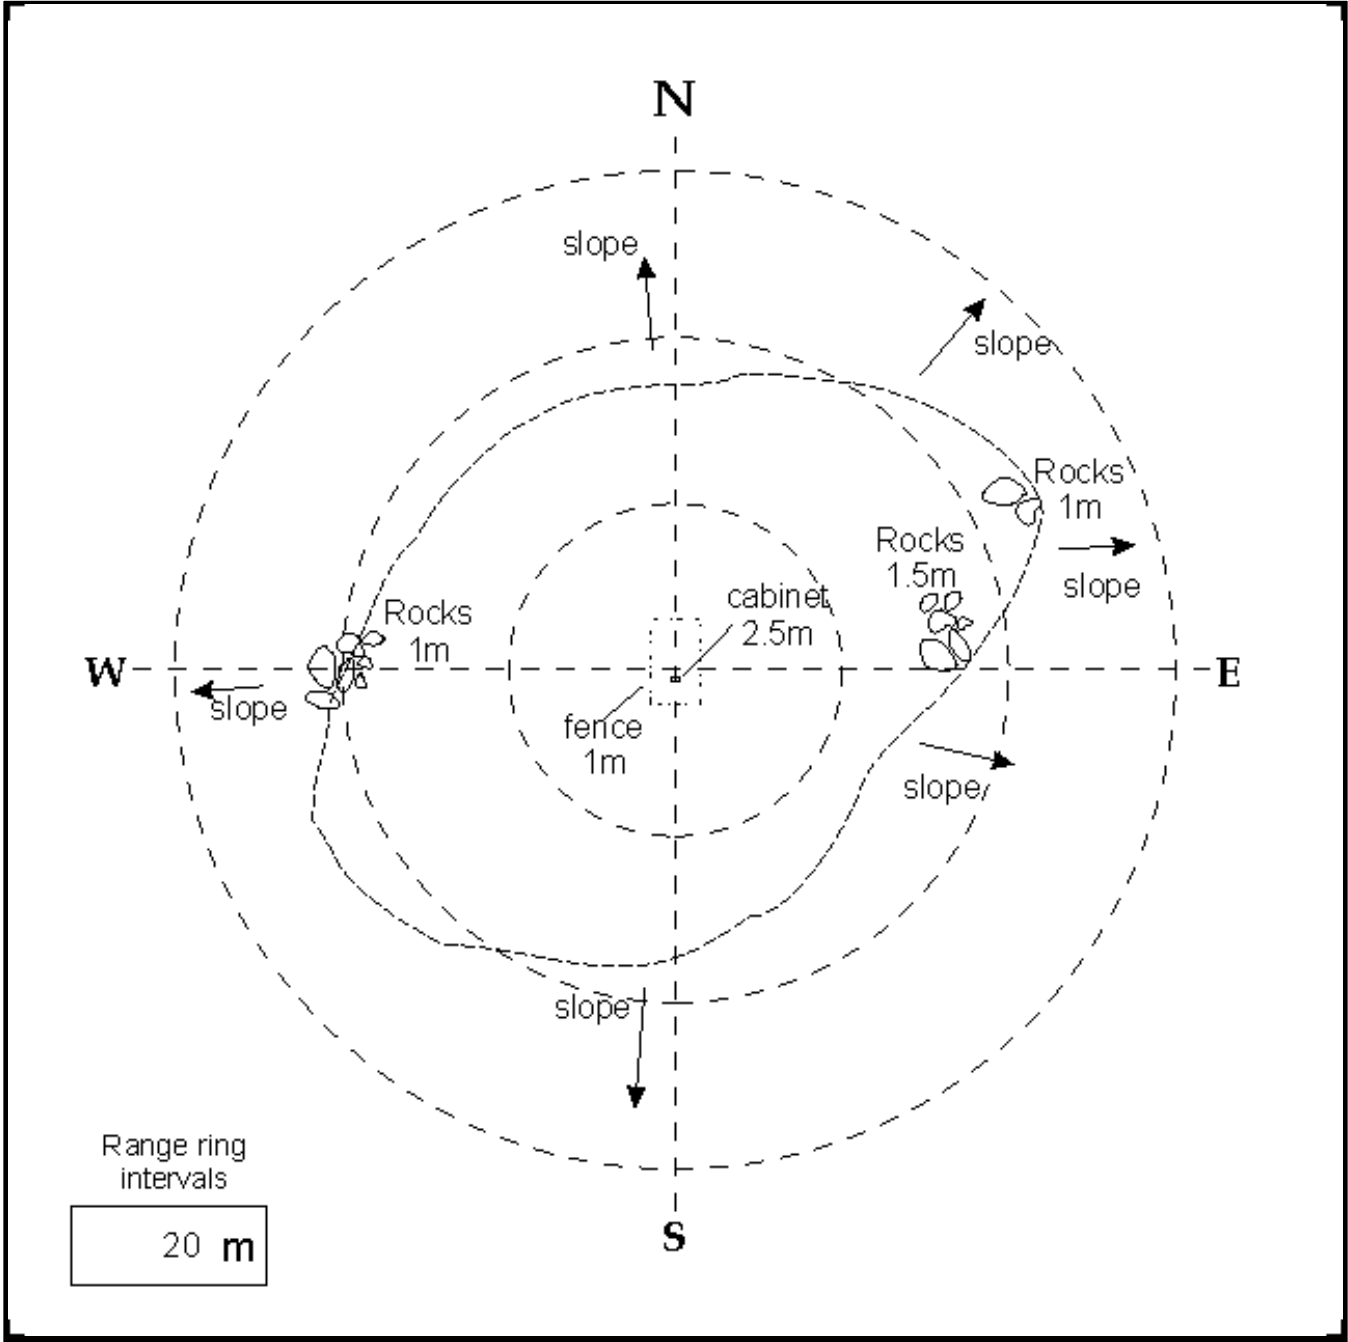 N
slope
slope
Rocks
1m
Rocks
1.5m
slope
cabinet
2.5m
Rocks
1m
W
E
slope
fence
1m
slope
slope
Range ring
intervals
20 m
S